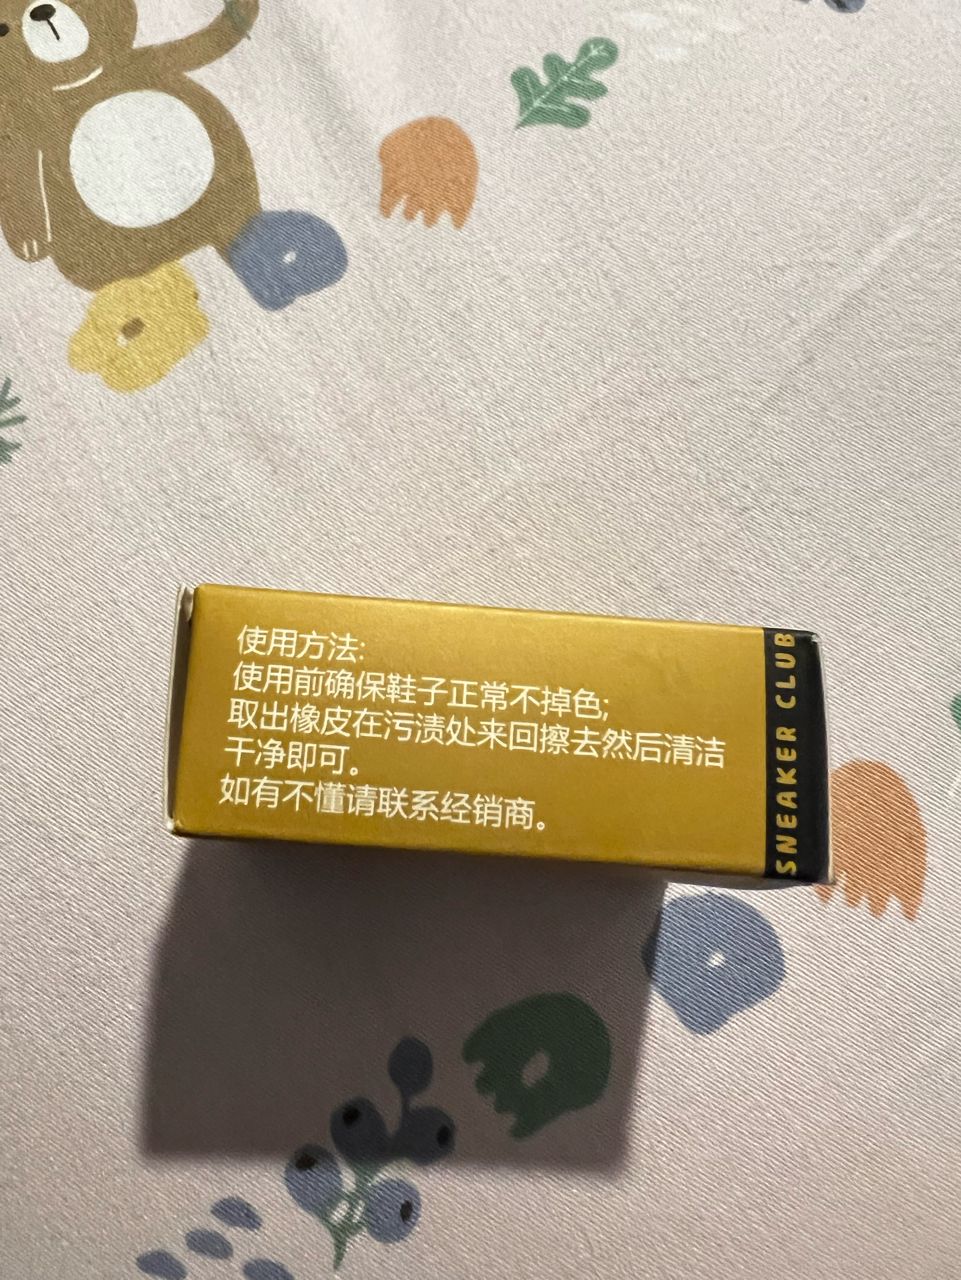 使用方法:
使用前确保鞋子正常不掉色;
取出橡皮在污渍处来回擦去然后清洁
干净即可。
如有不懂请联系经销商。
SNEAKER CLUB